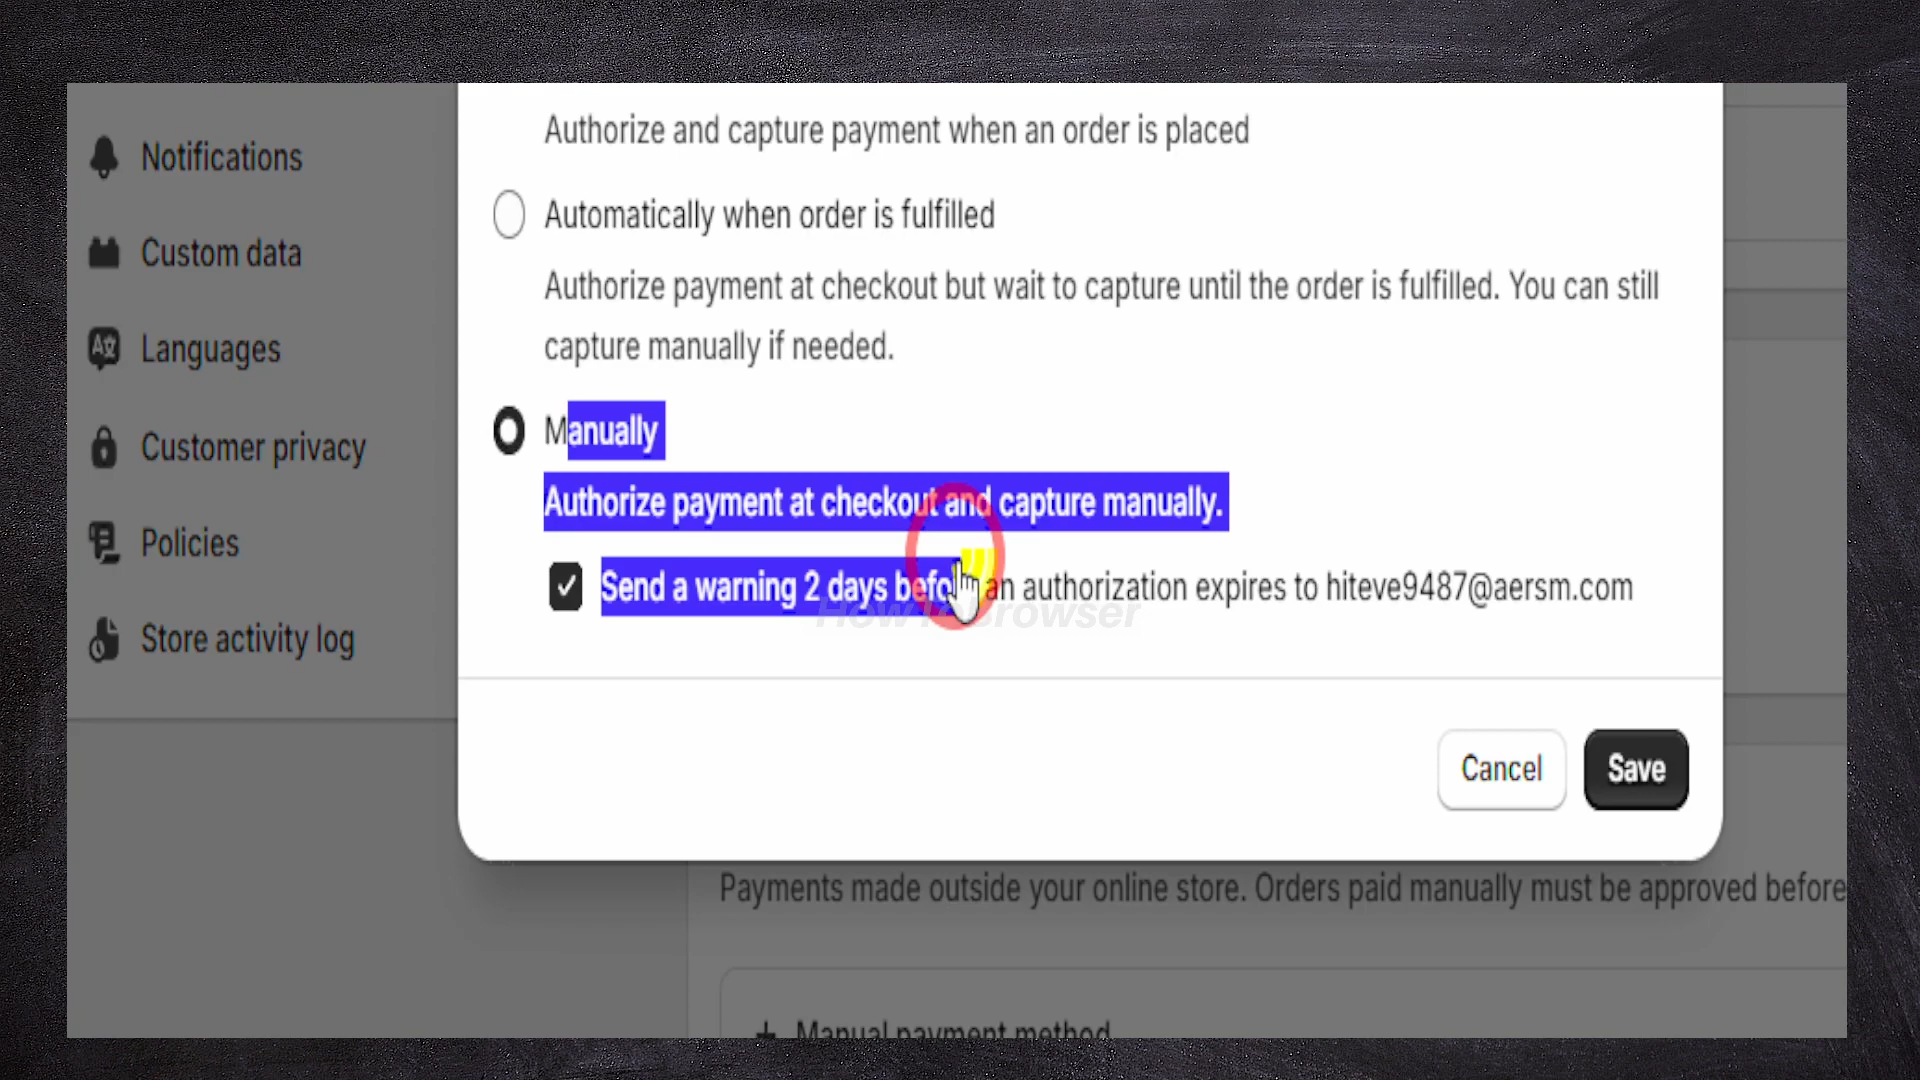 Authorize and capture payment when an order is placed
Notifications
Automatically when order is fulfilled
Custom data
Authorize payment at checkout but wait to capture until the order is fulfilled. You can still
capture manually if needed.
Languages
Manually
Customer privacy
Authorize payment at checkout and capture manually.
Policies
Send a warning 2 days before an authorization expires to hiteve9487@aersm.com
Store activity log
Cancel
Save
Payments made outside your online store. Orders paid manually must be approved before
+ Manual payment method